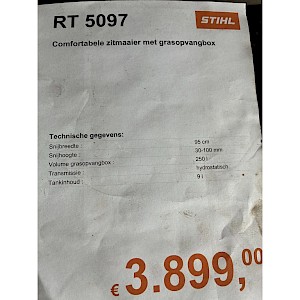 RT 5097
STIHL
Comfortabele zitmaaier met grasopvangbox
Technische gegevens:
Snijbreedte : 95 cm
Snijhoogte : 30-100 mm
Volume grasopvangbox : 250 l
Transmissie : hydrostatisch
Tankinhoud : 9 l
€ 3.899,00